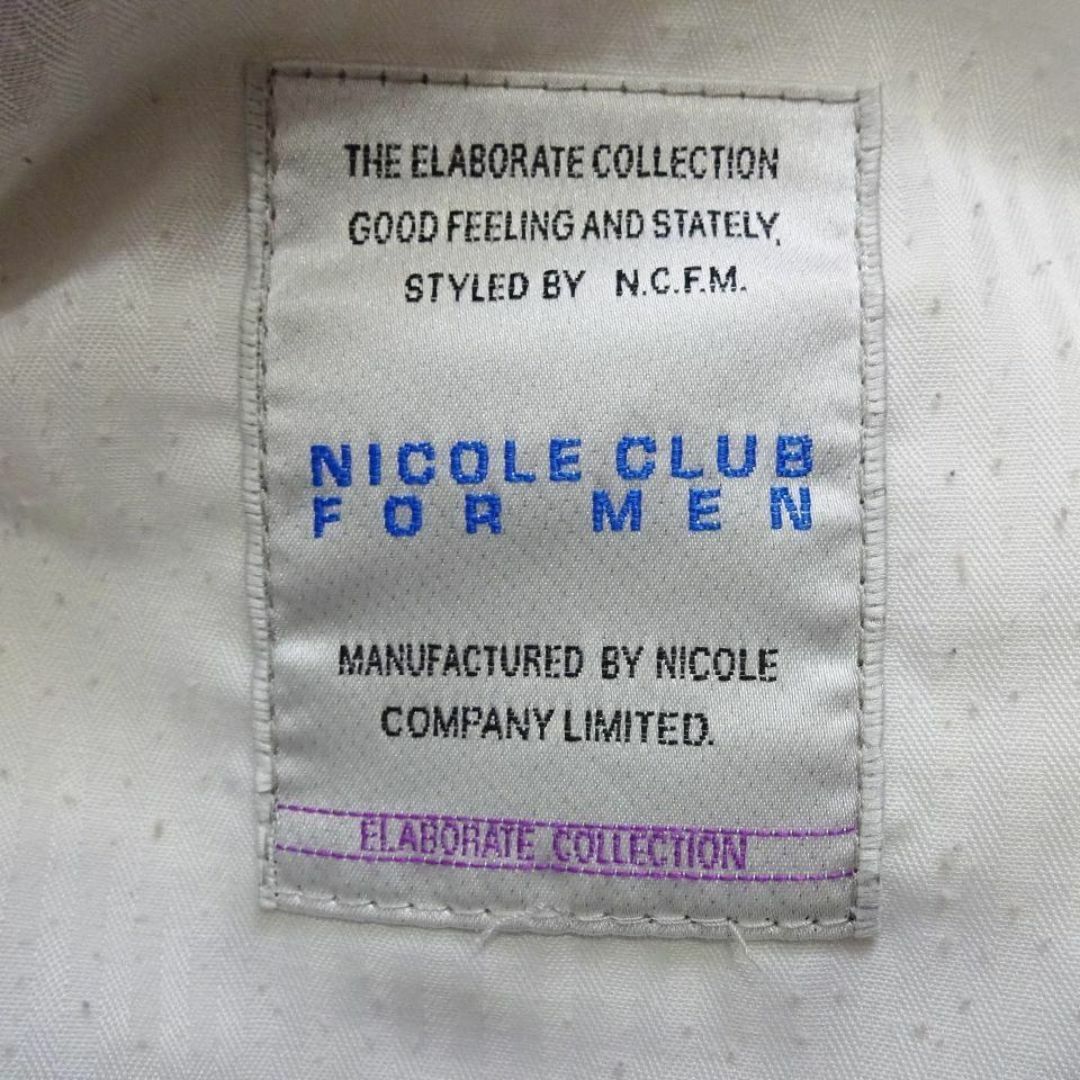 THE ELABORATE COLLECTION
GOOD FEELING AND STATELY,
STYLED BY N.C.F.M.
NICOLE CLUB
FOR MEN
MANUFACTURED BY NICOLE
COMPANY LIMITED.
ELABORATE COLLECTION